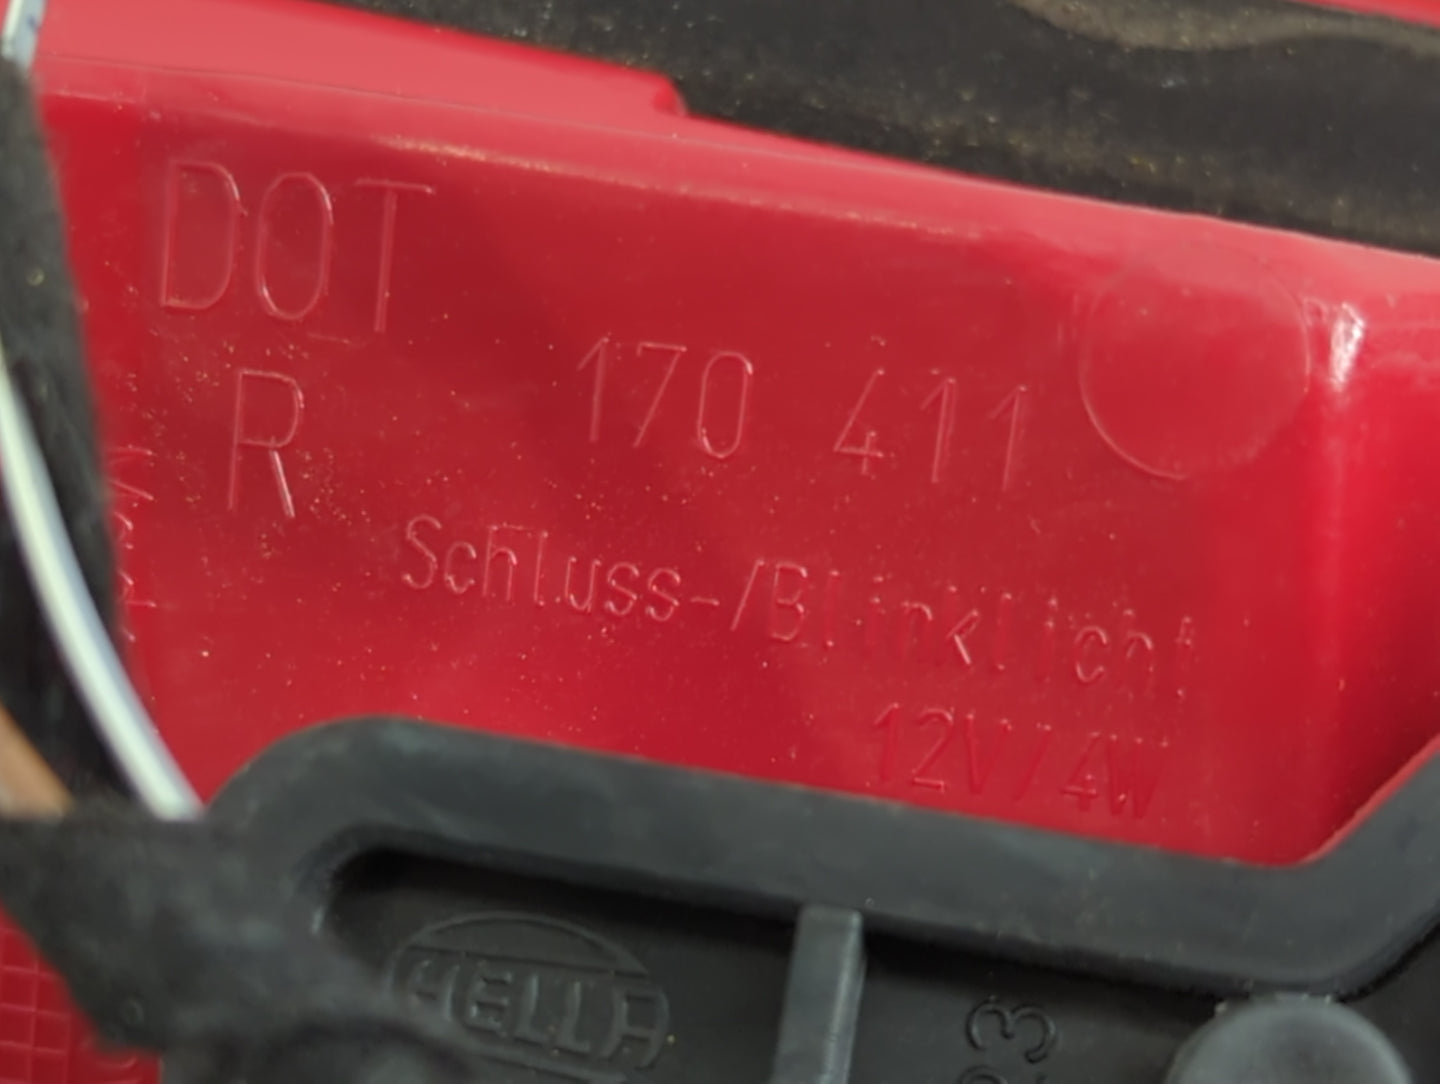 DOT
R
170 411
Schluss-/Blinklicht
12V/4W
HELLA